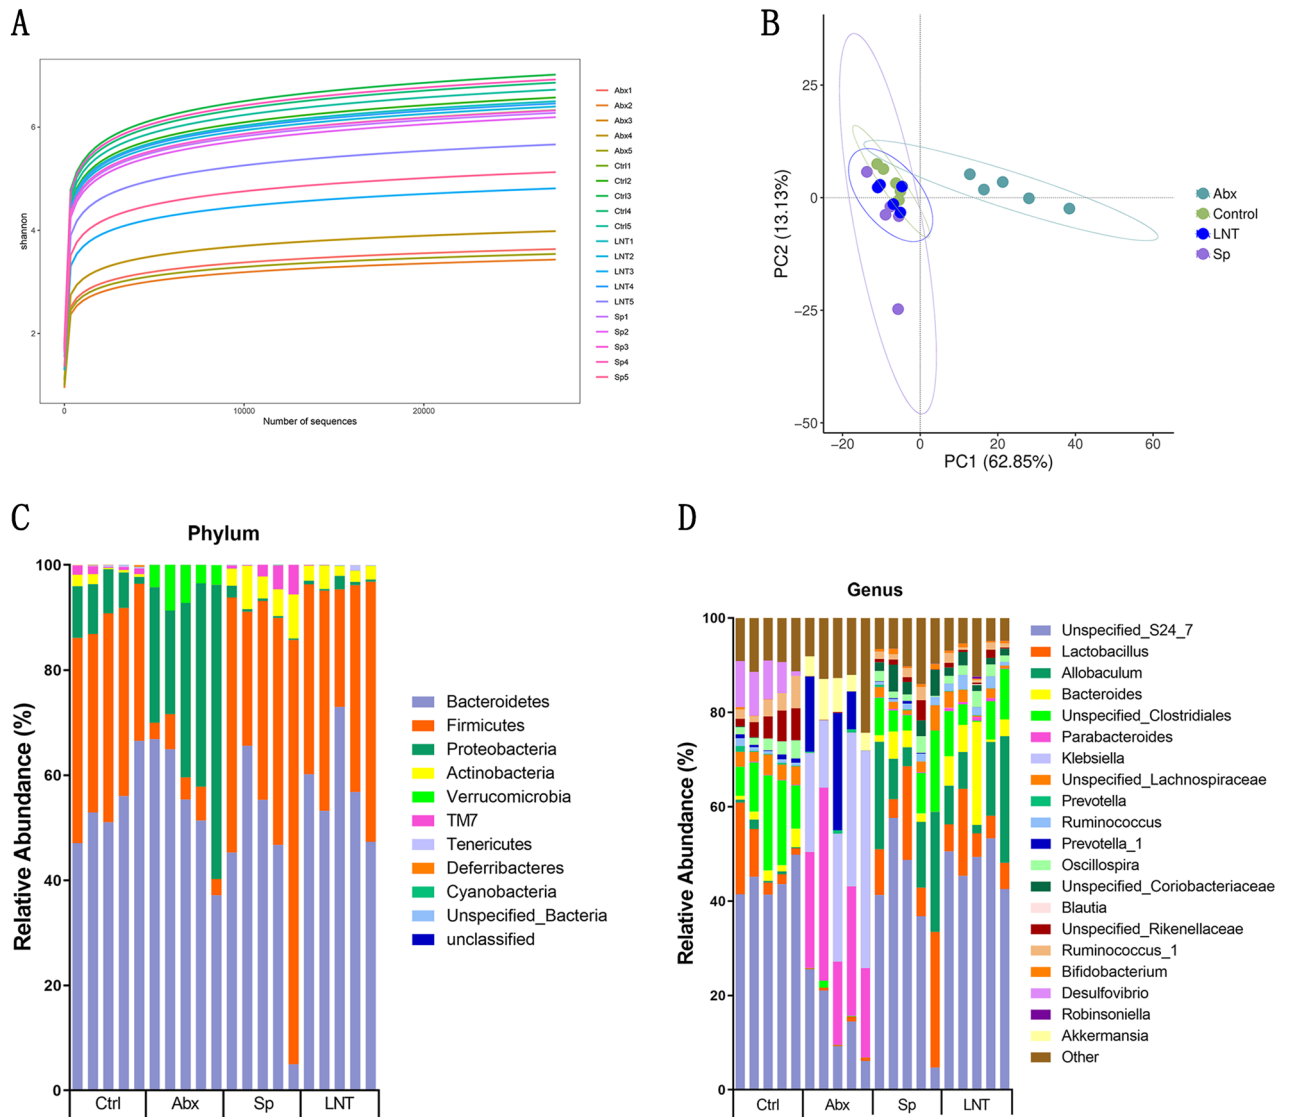 A
shannon
6
4
2
0
10000
20000
Number of sequences
Abx1
Abx2
Abx3
Abx4
Abx5
Ctrl1
Ctrl2
Ctrl3
Ctrl4
Ctrl5
LNT1
LNT2
LNT3
LNT4
LNT5
Sp1
Sp2
Sp3
Sp4
Sp5
B
PC2 (13.13%)
25
0
−25
−50
−20
0
20
40
60
PC1 (62.85%)
Abx
Control
LNT
Sp
C
Phylum
Relative Abundance (%)
100
80
60
40
20
0
Ctrl
Abx
Sp
LNT
Bacteroidetes
Firmicutes
Proteobacteria
Actinobacteria
Verrucomicrobia
TM7
Tenericutes
Deferribacteres
Cyanobacteria
Unspecified_Bacteria
unclassified
D
Genus
Relative Abundance (%)
100
80
60
40
20
0
Ctrl
Abx
Sp
LNT
Unspecified_S24_7
Lactobacillus
Allobaculum
Bacteroides
Unspecified_Clostridiales
Parabacteroides
Klebsiella
Unspecified_Lachnospiraceae
Prevotella
Ruminococcus
Prevotella_1
Oscillospira
Unspecified_Coriobacteriaceae
Blautia
Unspecified_Rikenellaceae
Ruminococcus_1
Bifidobacterium
Desulfovibrio
Robinsoniella
Akkermansia
Other